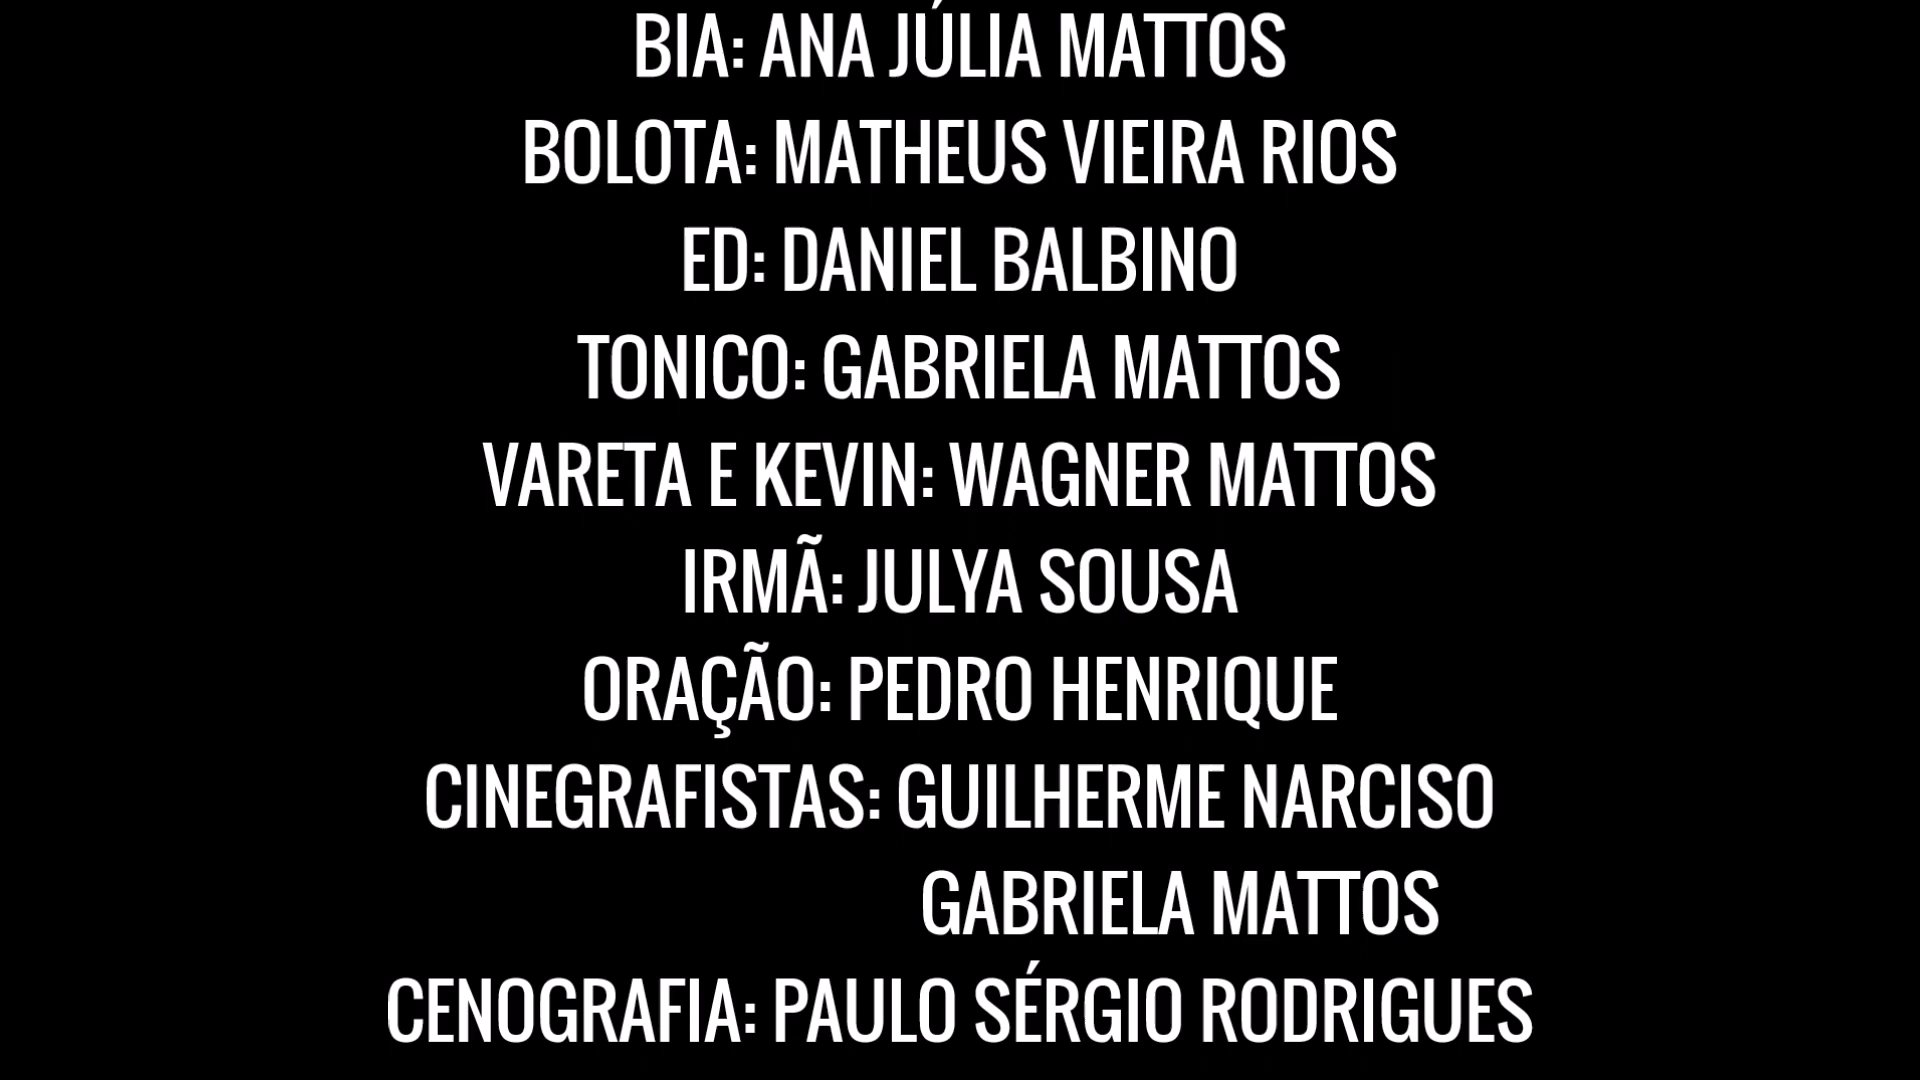 BIA: ANA JÚLIA MATTOS
BOLOTA: MATHEUS VIEIRA RIOS
ED: DANIEL BALBINO
TONICO: GABRIELA MATTOS
VARETA E KEVIN: WAGNER MATTOS
IRMÃ: JULYA SOUSA
ORAÇÃO: PEDRO HENRIQUE
CINEGRAFISTAS: GUILHERME NARCISO
GABRIELA MATTOS
CENOGRAFIA: PAULO SÉRGIO RODRIGUES